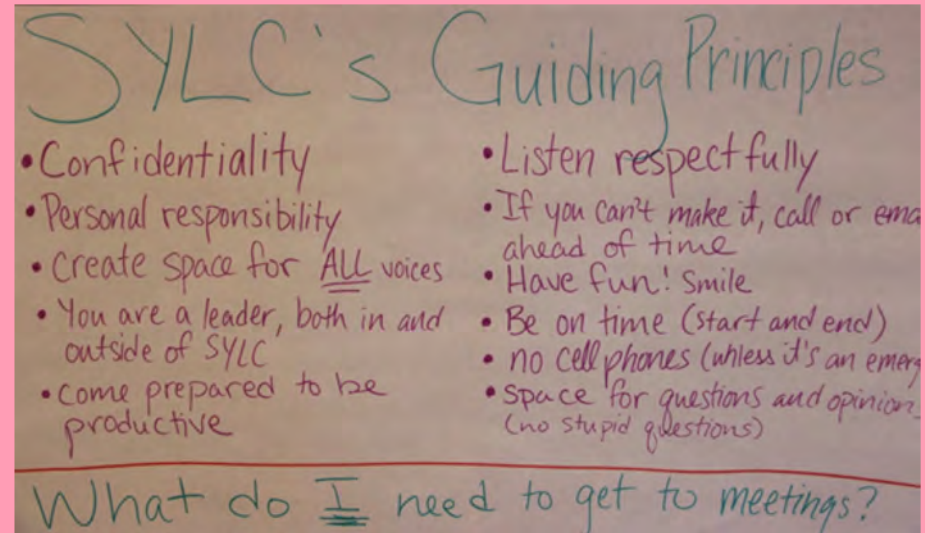 SYLC's Guiding Principles
• Confidentiality
• Personal responsibility
• Create space for ALL voices
• You are a leader, both in and
outside of SYLC
• come prepared to be
productive
• Listen respectfully
• If you can't make it, call or
ahead of time
• Have fun! Smile
• Be on time (start and end)
• no cell phones (unless it's an
• space for questions and opinion
(no stupid questions)
What do I need to get to meetings?